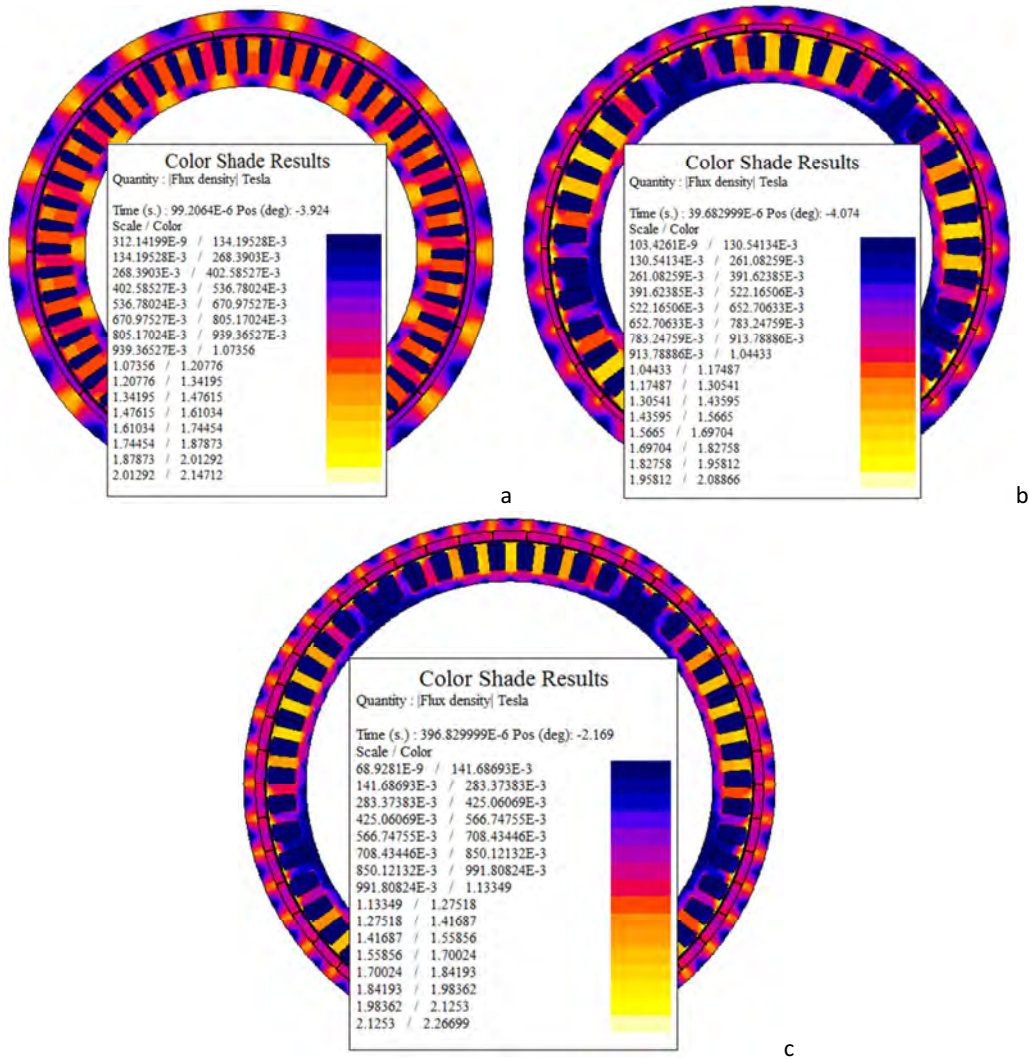 Color Shade Results
Quantity : |Flux density| Tesla
Time (s.) : 99.2064E-6 Pos (deg): -3.924
Scale / Color
312.14199E-9 / 134.19528E-3
134.19528E-3 / 268.3903E-3
268.3903E-3 / 402.58527E-3
402.58527E-3 / 536.78024E-3
536.78024E-3 / 670.97527E-3
670.97527E-3 / 805.17024E-3
805.17024E-3 / 939.36527E-3
939.36527E-3 / 1.07356
1.07356 / 1.20776
1.20776 / 1.34195
1.34195 / 1.47615
1.47615 / 1.61034
1.61034 / 1.74454
1.74454 / 1.87873
1.87873 / 2.01292
2.01292 / 2.14712
a
Color Shade Results
Quantity : |Flux density| Tesla
Time (s.) : 39.682999E-6 Pos (deg): -4.074
Scale / Color
103.4261E-9 / 130.54134E-3
130.54134E-3 / 261.08259E-3
261.08259E-3 / 391.62385E-3
391.62385E-3 / 522.16506E-3
522.16506E-3 / 652.70633E-3
652.70633E-3 / 783.24759E-3
783.24759E-3 / 913.78886E-3
913.78886E-3 / 1.04433
1.04433 / 1.17487
1.17487 / 1.30541
1.30541 / 1.43595
1.43595 / 1.5665
1.5665 / 1.69704
1.69704 / 1.82758
1.82758 / 1.95812
1.95812 / 2.08866
b
Color Shade Results
Quantity : |Flux density| Tesla
Time (s.) : 396.829999E-6 Pos (deg): -2.169
Scale / Color
68.9281E-9 / 141.68693E-3
141.68693E-3 / 283.37383E-3
283.37383E-3 / 425.06069E-3
425.06069E-3 / 566.74755E-3
566.74755E-3 / 708.43446E-3
708.43446E-3 / 850.12132E-3
850.12132E-3 / 991.80824E-3
991.80824E-3 / 1.13349
1.13349 / 1.27518
1.27518 / 1.41687
1.41687 / 1.55856
1.55856 / 1.70024
1.70024 / 1.84193
1.84193 / 1.98362
1.98362 / 2.1253
2.1253 / 2.26699
c